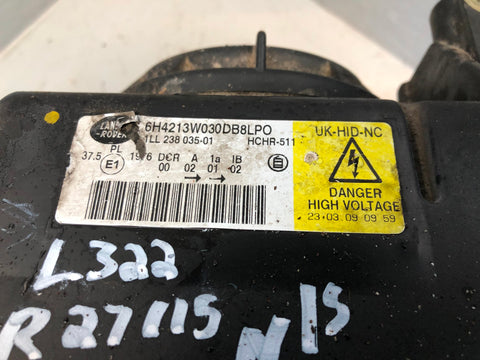 LAND
ROVER
6H4213W030DB8LPO
1LL 238 035-01 HCHR-511
PL
37.5 E1 1976 DCR A 1a IB
00 02 01 02
UK-HID-NC
DANGER
HIGH VOLTAGE
23.03.09 09 59
L322
R27115
N1S